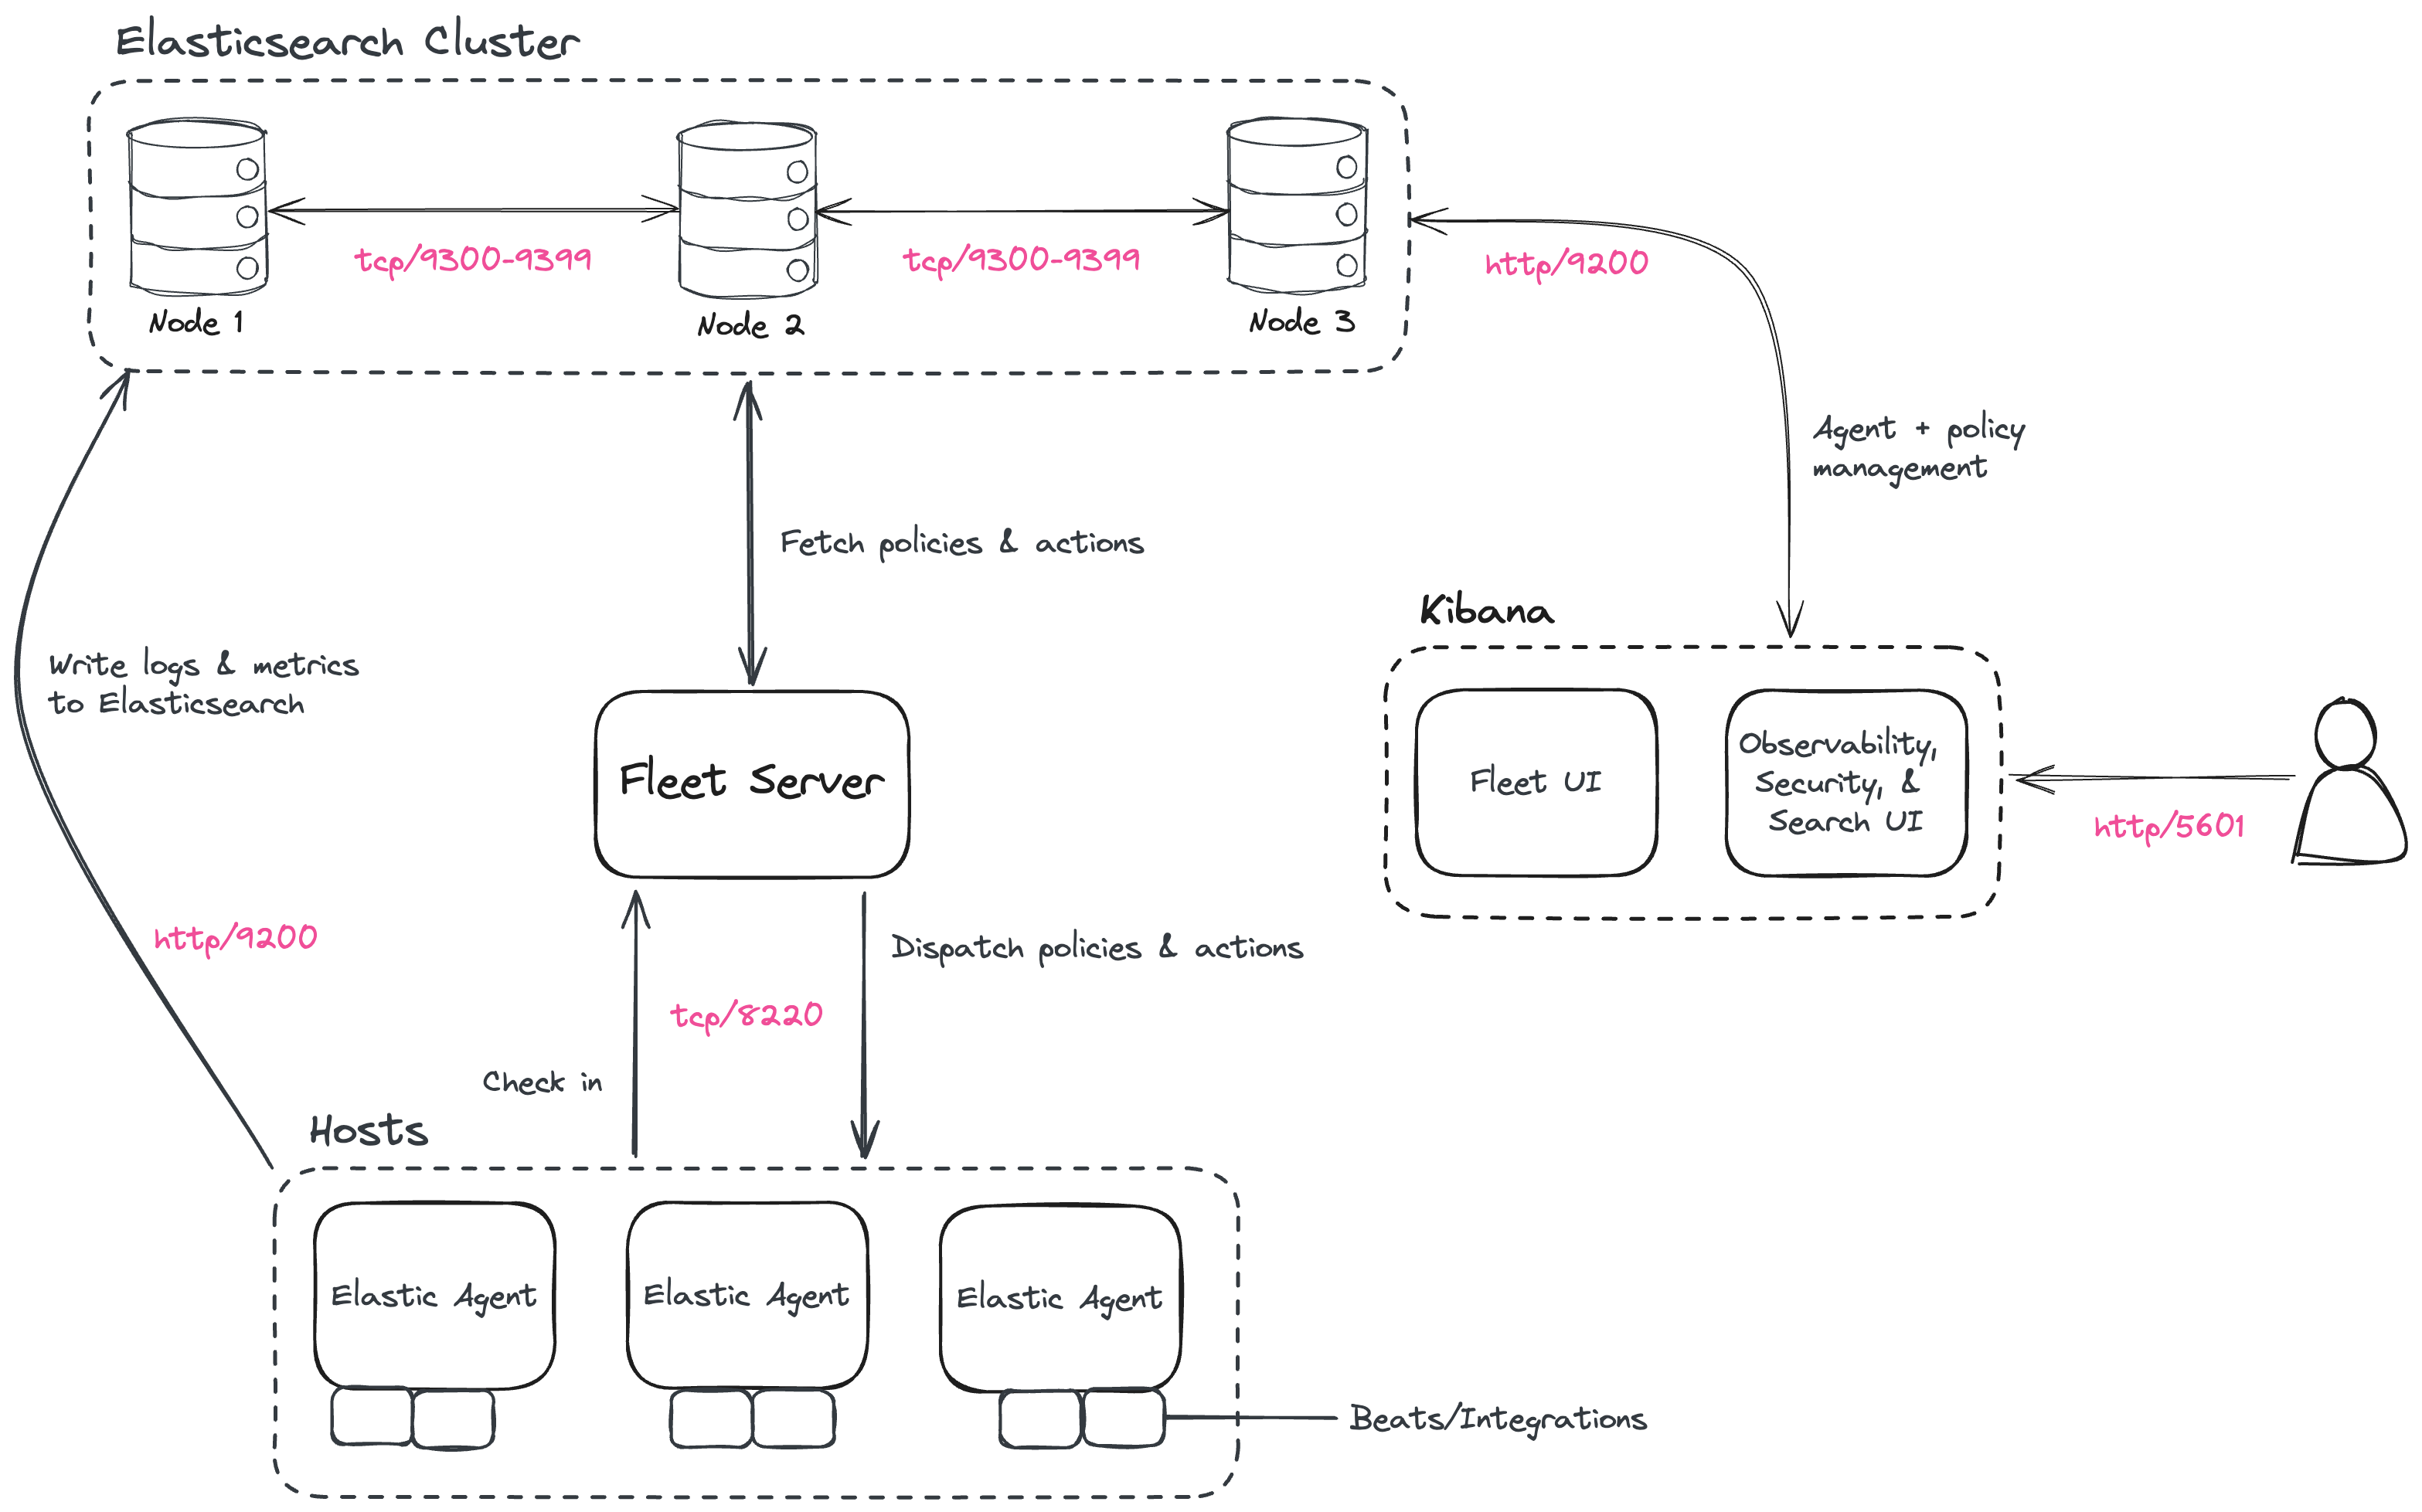 Elasticsearch Cluster
tcp/9300-9399
tcp/9300-9399
http/9200
Node 1
Node 2
Node 3
Agent + policy
management
Fetch policies & actions
Kibana
Write logs & metrics
to Elasticsearch
Fleet Server
Fleet UI
Observability,
Security, &
Search UI
http/5601
http/9200
Dispatch policies & actions
tcp/8220
Check in
Hosts
Elastic Agent
Elastic Agent
Elastic Agent
Beats/Integrations